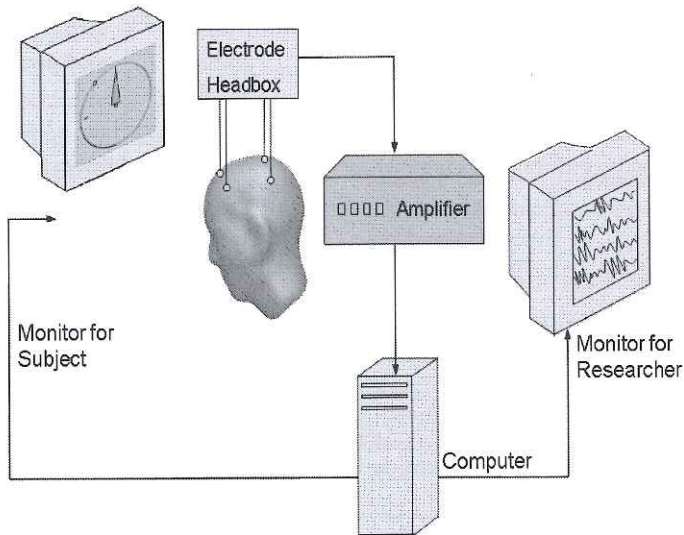 Electrode
Headbox
Amplifier
Monitor for
Subject
Monitor for
Researcher
Computer